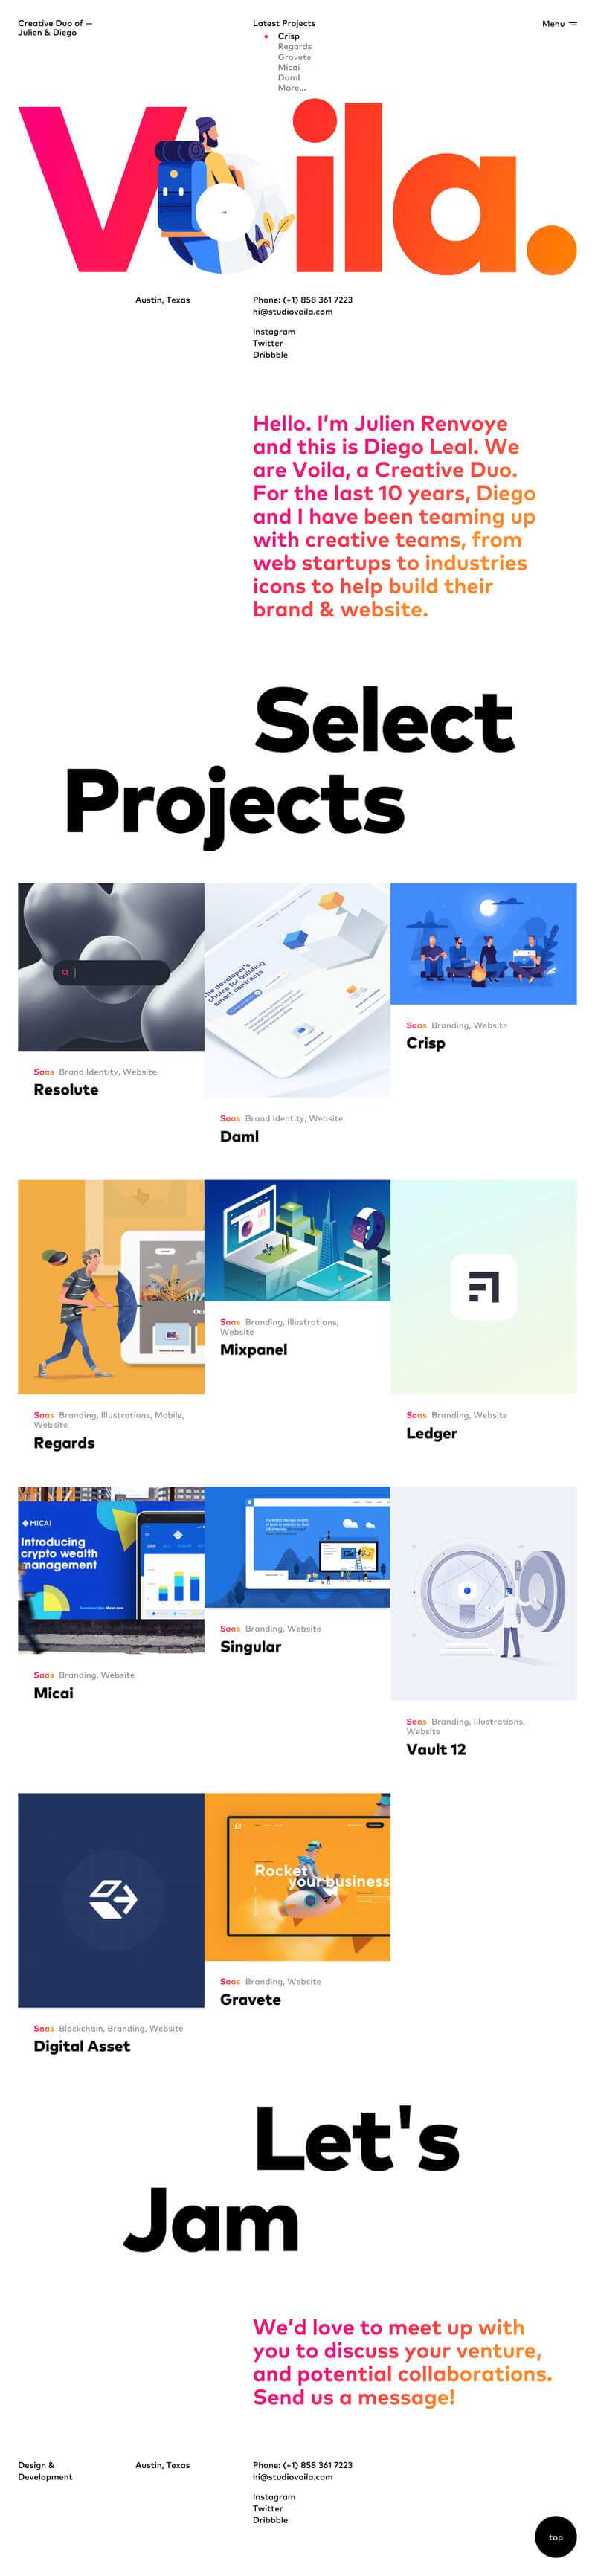 Creative Duo of —
Julien & Diego
Latest Projects
Crisp
Regards
Gravete
Micai
Daml
More...
Menu
Voila.
Austin, Texas
Phone: (+1) 858 361 7223
hi@studiovoila.com
Instagram
Twitter
Dribbble
Hello. I’m Julien Renvoye
and this is Diego Leal. We
are Voila, a Creative Duo.
For the last 10 years, Diego
and I have been teaming up
with creative teams, from
web startups to industries
icons to help build their
brand & website.
Select
Projects
Saas Brand Identity, Website
Resolute
The developer's
choice for building
smart contracts
Saas Brand Identity, Website
Daml
Saas Branding, Website
Crisp
Saas Branding, Illustrations, Mobile,
Website
Regards
Saas Branding, Illustrations,
Website
Mixpanel
Saas Branding, Website
Ledger
MICAI
Introducing
crypto wealth
management
Saas Branding, Website
Micai
Saas Branding, Website
Singular
Saas Branding, Illustrations,
Website
Vault 12
Saas Blockchain, Branding, Website
Digital Asset
Rocket
your business
Saas Branding, Website
Gravete
Let's
Jam
We’d love to meet up with
you to discuss your venture,
and potential collaborations.
Send us a message!
Design &
Development
Austin, Texas
Phone: (+1) 858 361 7223
hi@studiovoila.com
Instagram
Twitter
Dribbble
top